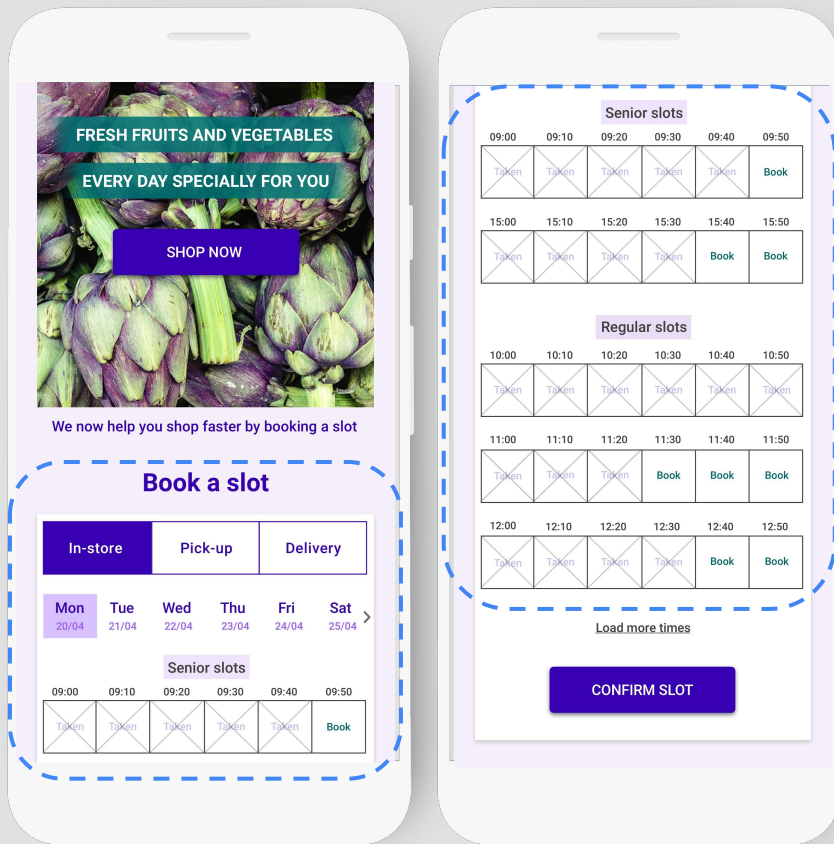 FRESH FRUITS AND VEGETABLES
EVERY DAY SPECIALLY FOR YOU
SHOP NOW
We now help you shop faster by booking a slot
Book a slot
In-store Pick-up Delivery
Mon Tue Wed Thu Fri Sat
20/04 21/04 22/04 23/04 24/04 25/04
Senior slots
09:00 09:10 09:20 09:30 09:40 09:50
Taken Taken Taken Taken Taken Book
Senior slots
09:00 09:10 09:20 09:30 09:40 09:50
Taken Taken Taken Taken Taken Book
15:00 15:10 15:20 15:30 15:40 15:50
Taken Taken Taken Taken Book Book
Regular slots
10:00 10:10 10:20 10:30 10:40 10:50
Taken Taken Taken Taken Taken Taken
11:00 11:10 11:20 11:30 11:40 11:50
Taken Taken Taken Book Book Book
12:00 12:10 12:20 12:30 12:40 12:50
Taken Taken Taken Taken Book Book
Load more times
CONFIRM SLOT